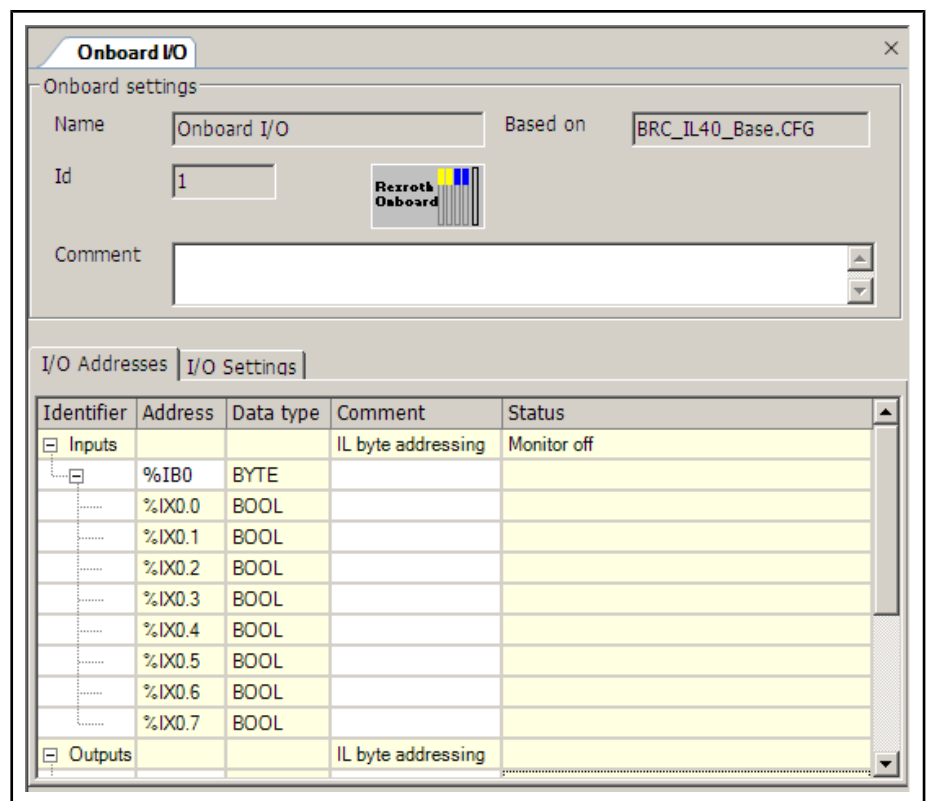 Onboard I/O
Onboard settings
Name Onboard I/O Based on BRC_IL40_Base.CFG
Id 1 Rexroth
Onboard
Comment
I/O Addresses I/O Settings
Identifier Address Data type Comment Status
Inputs IL byte addressing Monitor off
%IB0 BYTE
%IX0.0 BOOL
%IX0.1 BOOL
%IX0.2 BOOL
%IX0.3 BOOL
%IX0.4 BOOL
%IX0.5 BOOL
%IX0.6 BOOL
%IX0.7 BOOL
Outputs IL byte addressing